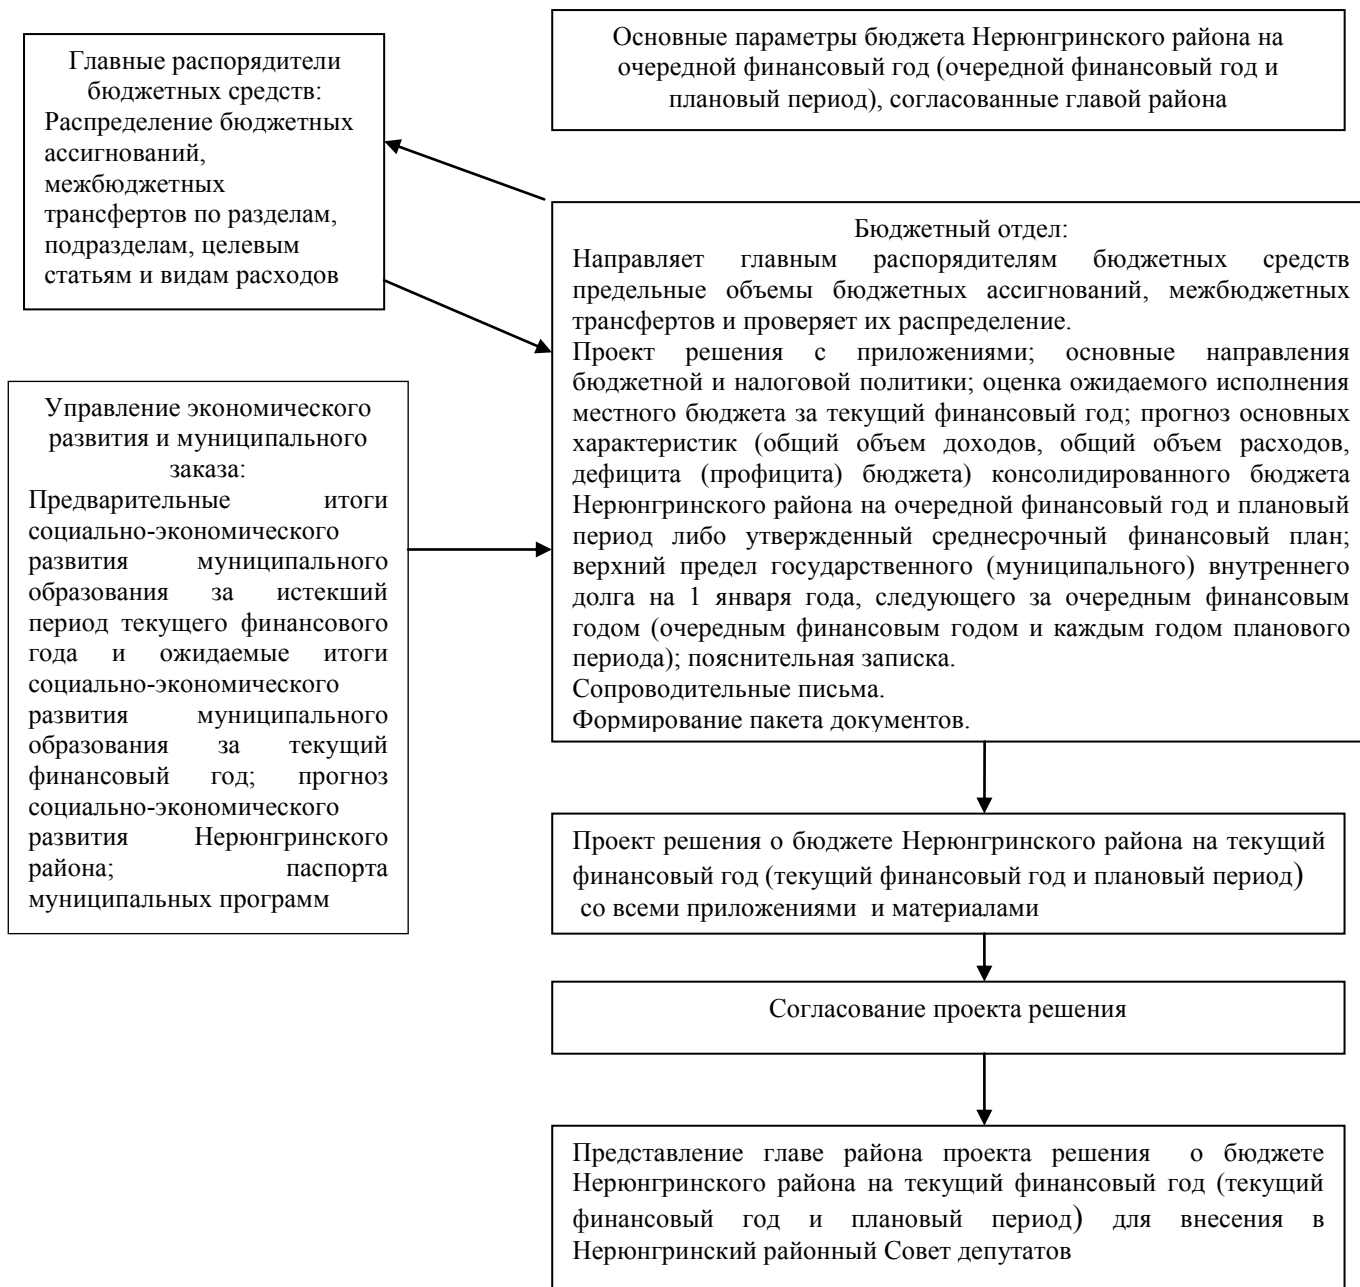 Основные параметры бюджета Нерюнгринского района на
очередной финансовый год (очередной финансовый год и
плановый период), согласованные главой района
Главные распорядители
бюджетных средств:
Распределение бюджетных
ассигнований,
межбюджетных
трансфертов по разделам,
подразделам, целевым
статьям и видам расходов
Бюджетный отдел:
Направляет главным распорядителям бюджетных средств
предельные объемы бюджетных ассигнований, межбюджетных
трансфертов и проверяет их распределение.
Проект решения с приложениями; основные направления
бюджетной и налоговой политики; оценка ожидаемого исполнения
местного бюджета за текущий финансовый год; прогноз основных
характеристик (общий объем доходов, общий объем расходов,
дефицита (профицита) бюджета) консолидированного бюджета
Нерюнгринского района на очередной финансовый год и плановый
период либо утвержденный среднесрочный финансовый план;
верхний предел государственного (муниципального) внутреннего
долга на 1 января года, следующего за очередным финансовым
годом (очередным финансовым годом и каждым годом планового
периода); пояснительная записка.
Сопроводительные письма.
Формирование пакета документов.
Управление экономического
развития и муниципального
заказа:
Предварительные итоги
социально-экономического
развития муниципального
образования за истекший
период текущего финансового
года и ожидаемые итоги
социально-экономического
развития муниципального
образования за текущий
финансовый год; прогноз
социально-экономического
развития Нерюнгринского
района; паспорта
муниципальных программ
Проект решения о бюджете Нерюнгринского района на текущий
финансовый год (текущий финансовый год и плановый период)
со всеми приложениями и материалами
Согласование проекта решения
Представление главе района проекта решения о бюджете
Нерюнгринского района на текущий финансовый год (текущий
финансовый год и плановый период) для внесения в
Нерюнгринский районный Совет депутатов